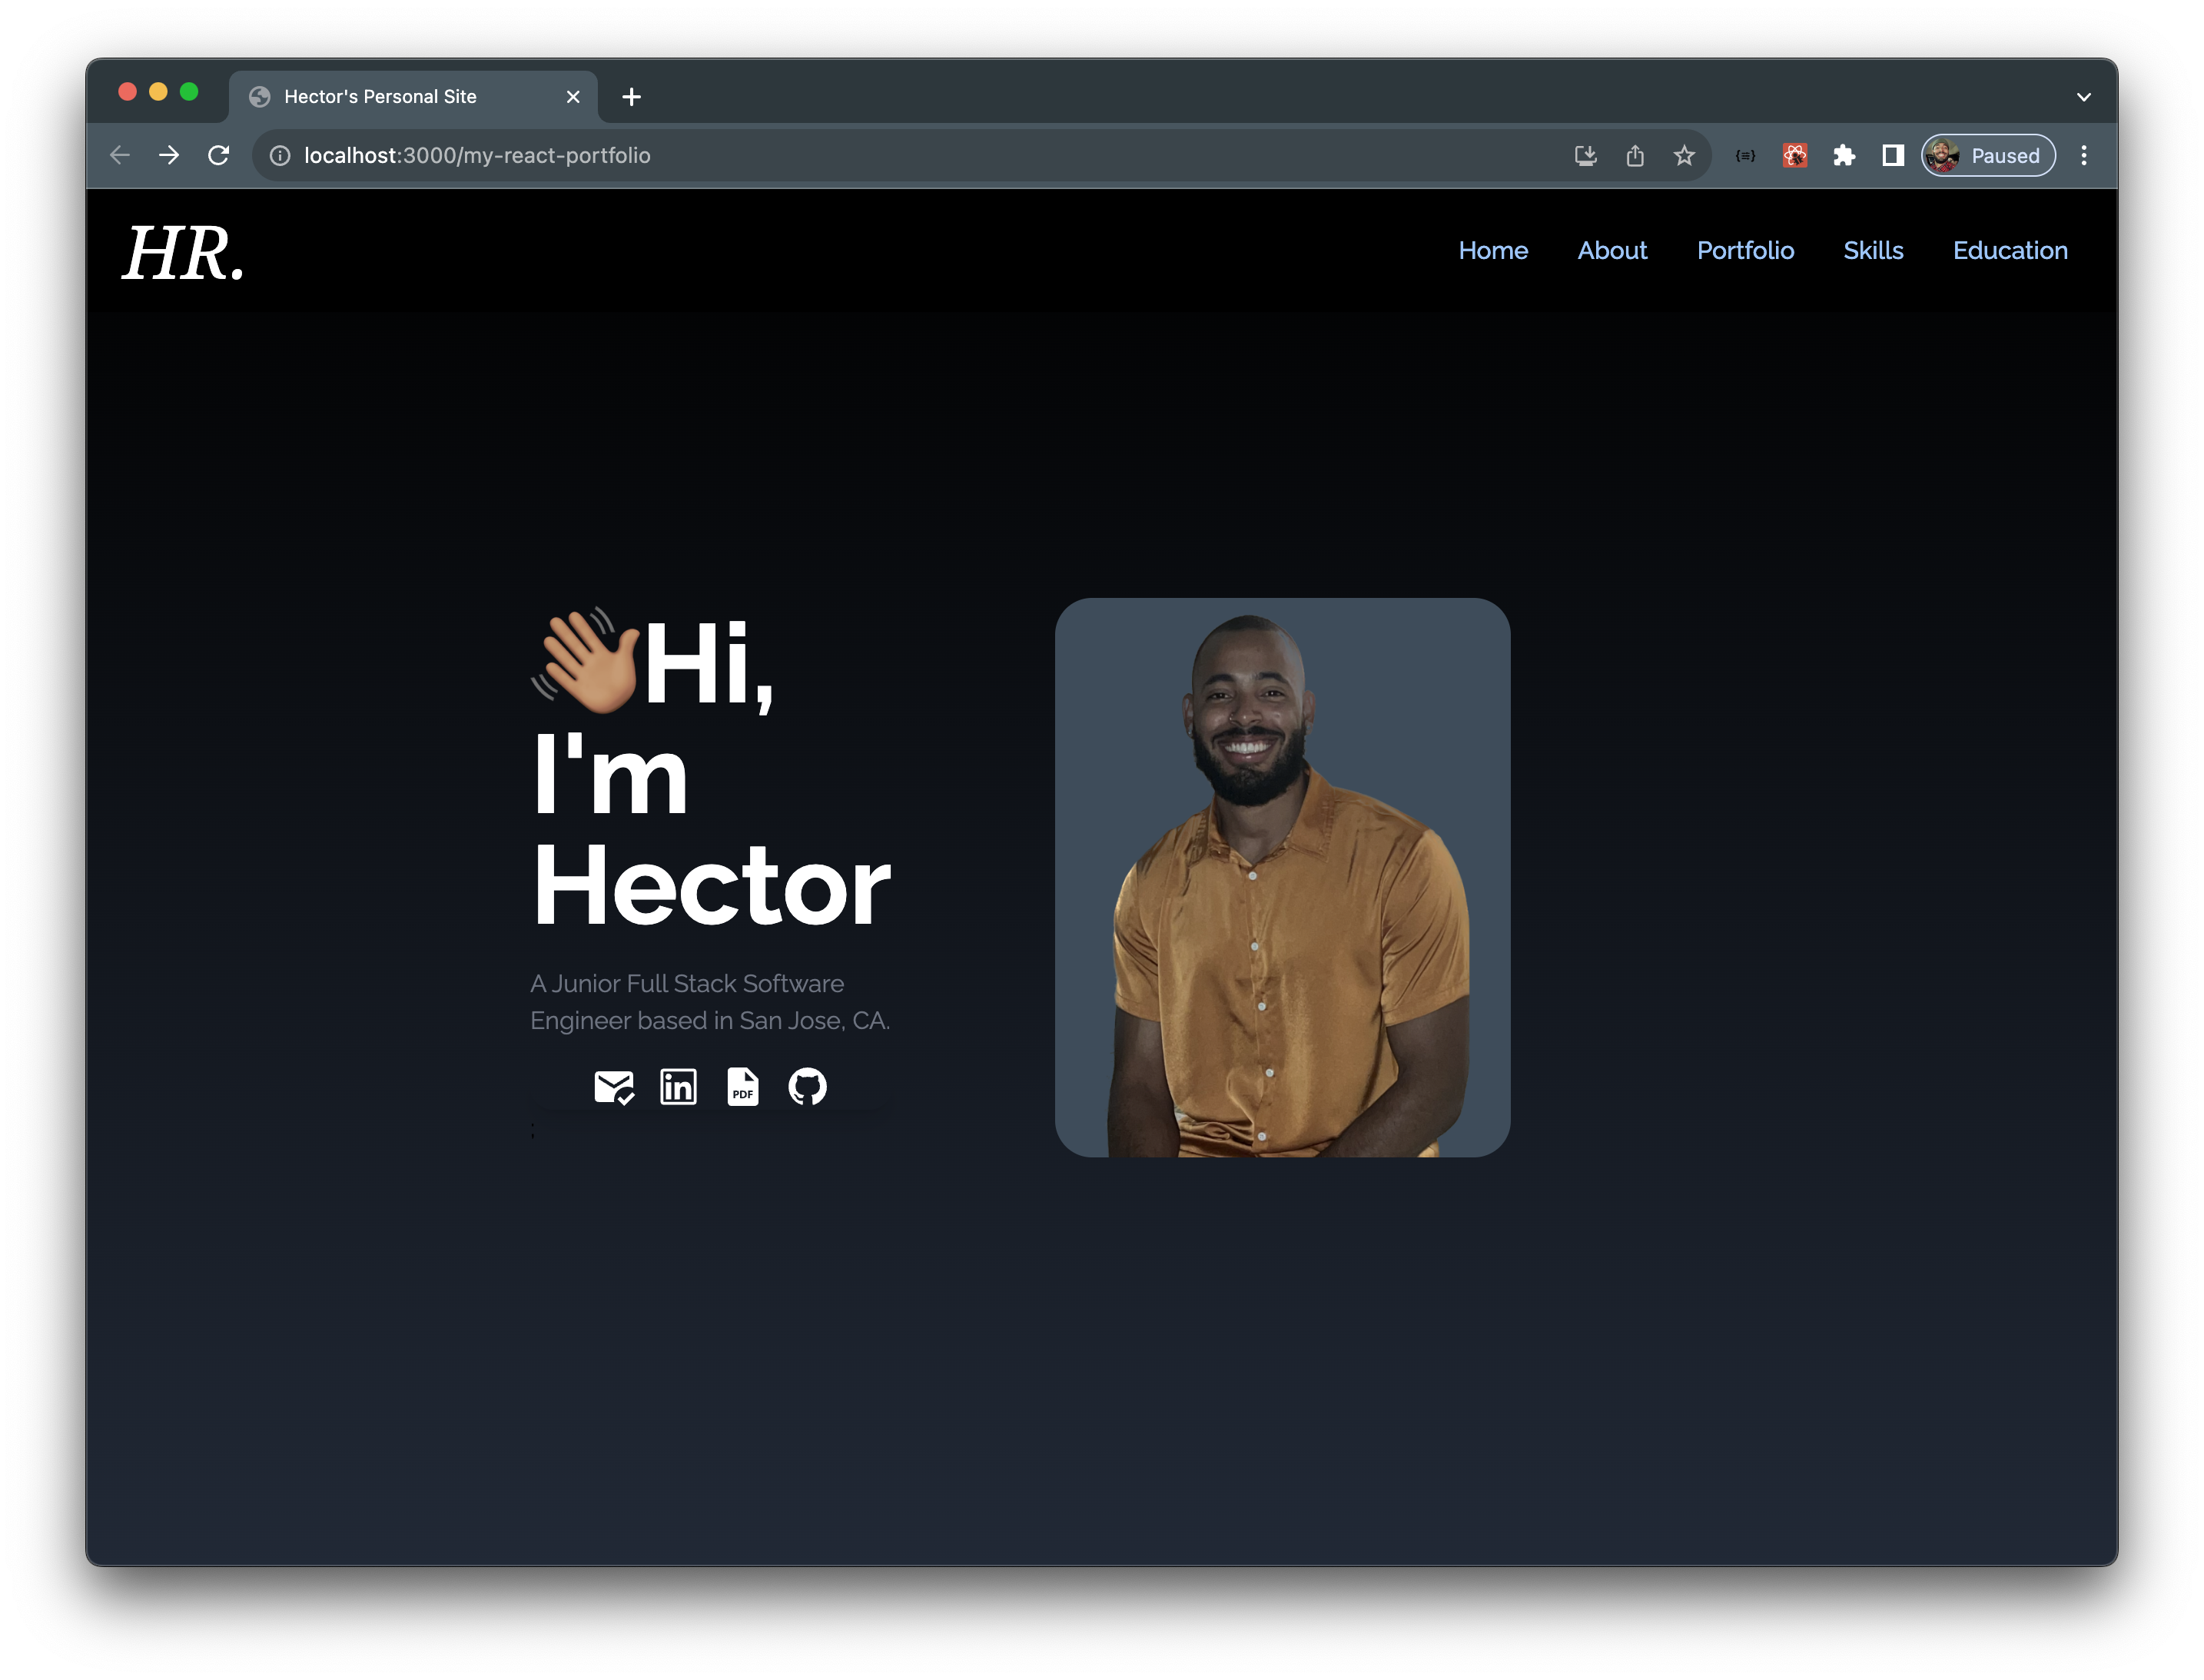 Hector's Personal Site
localhost:3000/my-react-portfolio
Paused
HR.
Home About Portfolio Skills Education
👋🏽Hi,
I'm
Hector
A Junior Full Stack Software
Engineer based in San Jose, CA.
in PDF
;